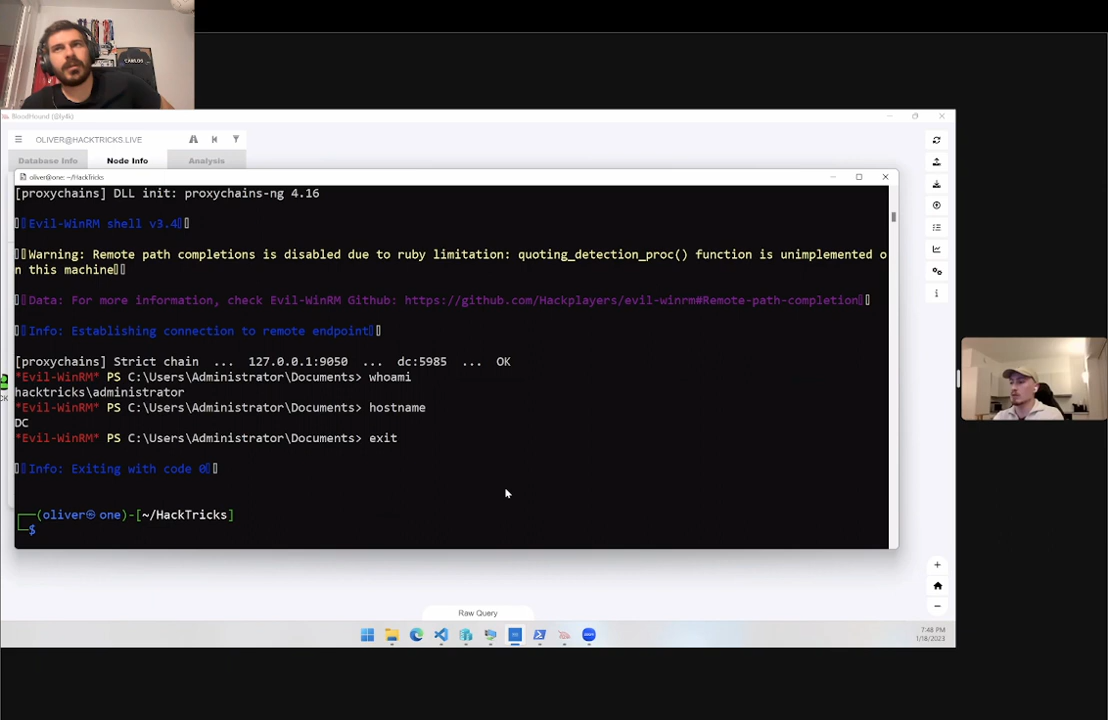 CARLOS
BloodHound
OLIVER@HACKTRICKS.LIVE
Database Info Node Info Analysis
oliver@one: ~/HackTricks
[proxychains] DLL init: proxychains-ng 4.16
Evil-WinRM shell v3.4
Warning: Remote path completions is disabled due to ruby limitation: quoting_detection_proc() function is unimplemented o
n this machine
Data: For more information, check Evil-WinRM Github: https://github.com/Hackplayers/evil-winrm#Remote-path-completion
Info: Establishing connection to remote endpoint
[proxychains] Strict chain ... 127.0.0.1:9050 ... dc:5985 ... OK
*Evil-WinRM* PS C:\Users\Administrator\Documents> whoami
hacktricks\administrator
*Evil-WinRM* PS C:\Users\Administrator\Documents> hostname
DC
*Evil-WinRM* PS C:\Users\Administrator\Documents> exit
Info: Exiting with code 0
(oliver㉿one)-[~/HackTricks]
$
Raw Query
7:48 PM
1/18/2023